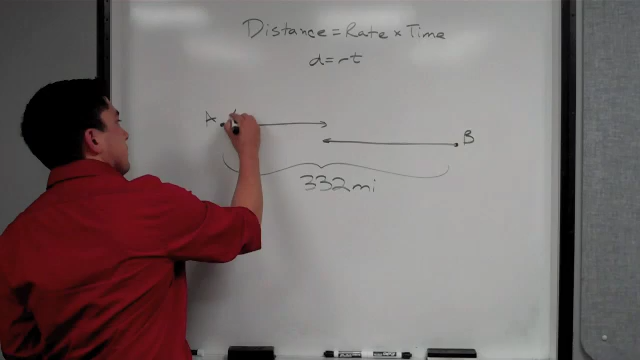 Distance = Rate × Time
d = rt
A
B
332mi